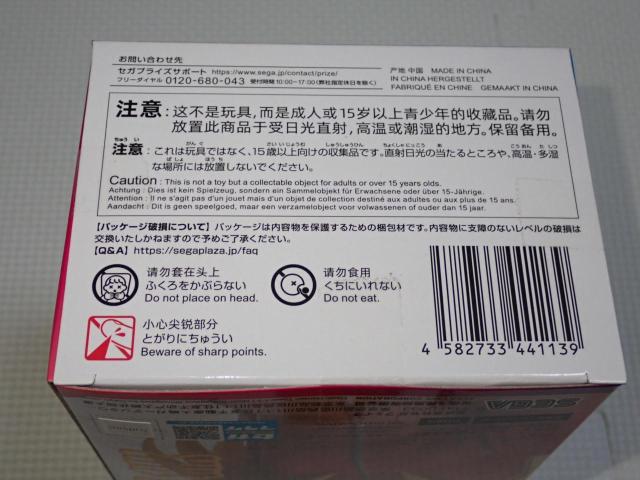 お問い合わせ先
セガプライズサポート https://www.sega.jp/contact/prize/
フリーダイヤル 0120-680-043 受付時間 10:00~17:00 (弊社指定休日を除く)
产地 中国 MADE IN CHINA
IN CHINA HERGESTELLT
FABRIQUÉ EN CHINE GEMAAKT IN CHINA
注意: 这不是玩具,而是成人或15岁以上青少年的收藏品。请勿
放置此商品于受日光直射,高温或潮湿的地方。保留备用。
注意: これは玩具ではなく、15歳以上向けの収集品です。直射日光の当たるところや、高温・多湿
な場所には放置しないでください。
Caution : This is not a toy but a collectable object for adults or over 15 years olds.
Achtung : Dies ist kein Spielzeug, sondern ein Sammelobjekt für Erwachsene oder über 15-Jährige.
Attention : Il ne s'agit pas d'un jouet mais d'un objet de collection destiné aux adultes ou aux plus de 15 ans.
Aandacht : Dit is geen speelgoed, maar een verzamelobject voor volwassenen of ouder dan 15 jaar.
【パッケージ破損について】パッケージは内容物を保護するための梱包材です。内容物に支障のないレベルの破損は
交換いたしかねますので予めご了承ください。
【Q&A】https://segaplaza.jp/faq
请勿套在头上
ふくろをかぶらない
Do not place on head.
请勿食用
くちにいれない
Do not eat.
小心尖锐部分
とがりにちゅうい
Beware of sharp points.
4 582733 441139
SEGA